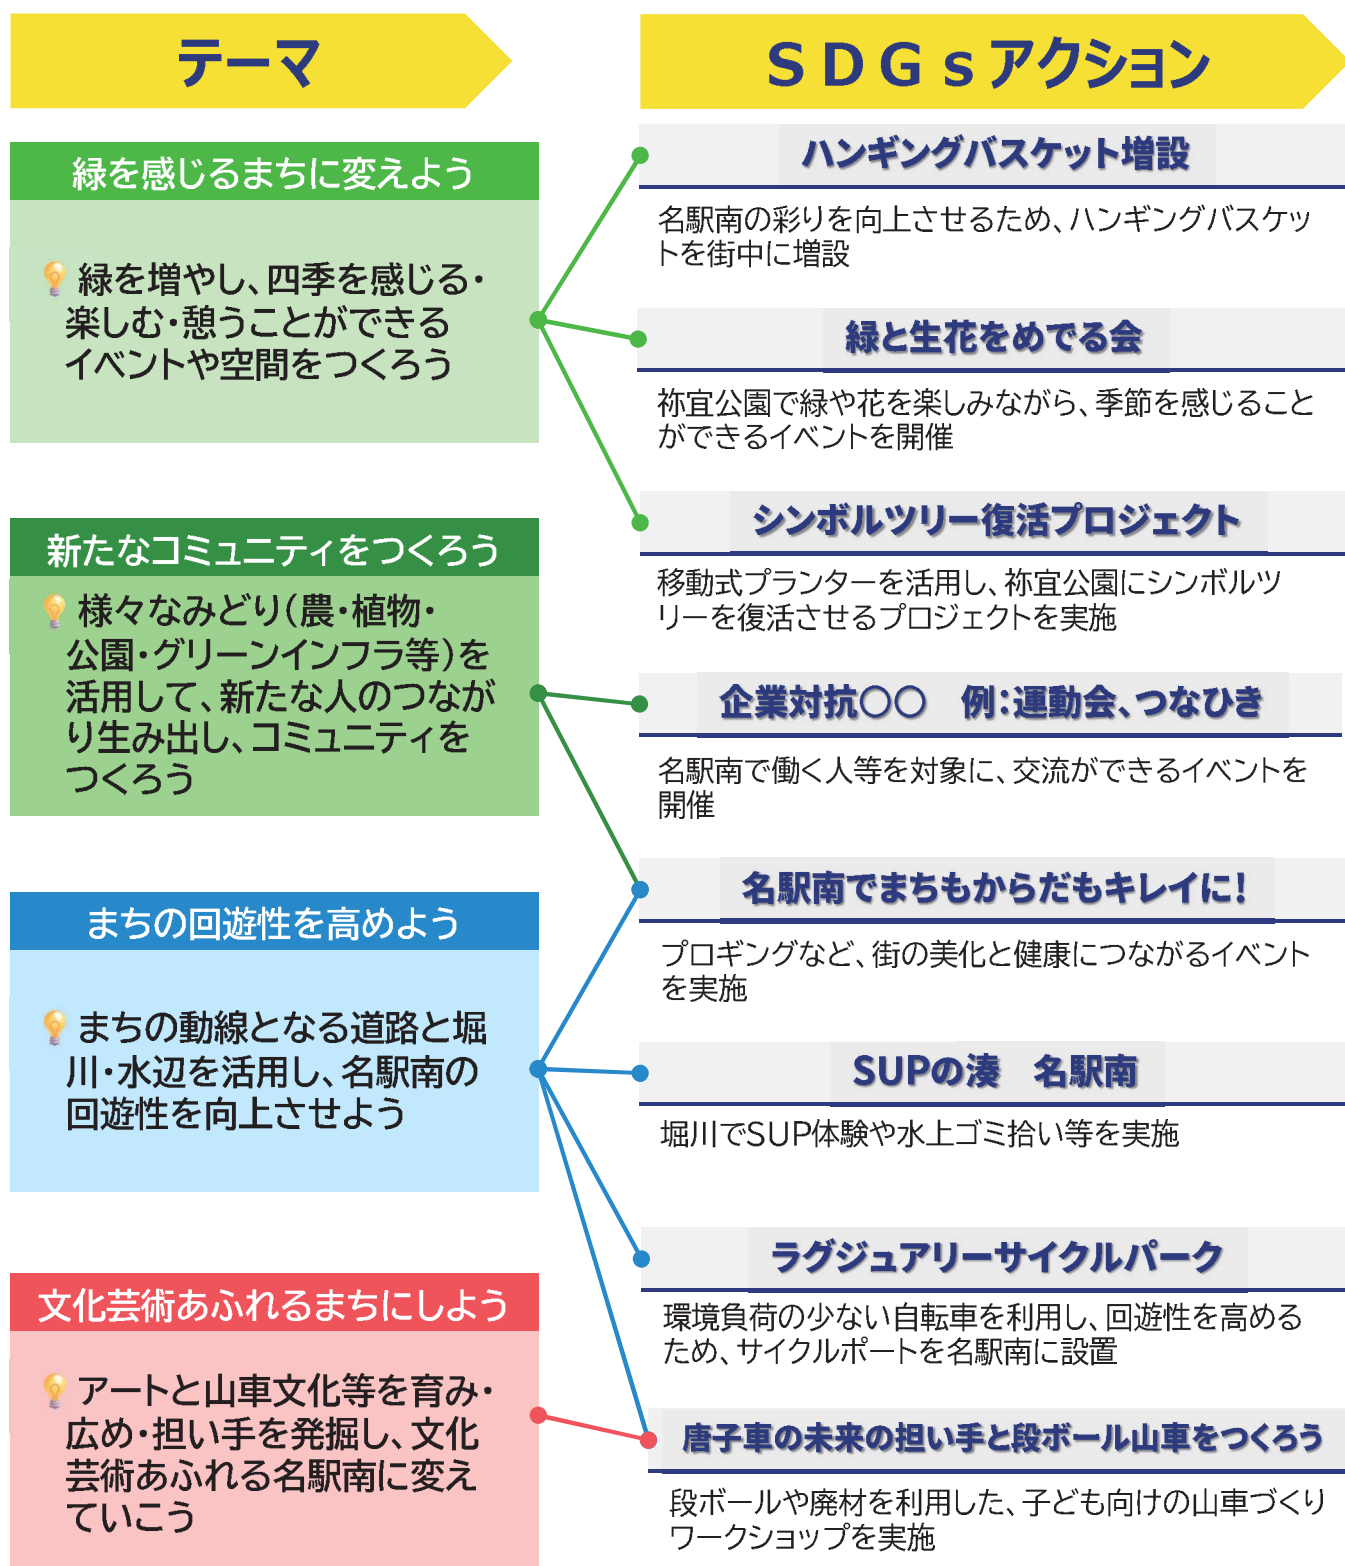 テーマ
緑を感じるまちに変えよう
緑を増やし、四季を感じる・
楽しむ・憩うことができる
イベントや空間をつくろう
新たなコミュニティをつくろう
様々なみどり（農・植物・
公園・グリーンインフラ等）を
活用して、新たな人のつなが
り生み出し、コミュニティを
つくろう
まちの回遊性を高めよう
まちの動線となる道路と堀
川・水辺を活用し、名駅南の
回遊性を向上させよう
文化芸術あふれるまちにしよう
アートと山車文化等を育み・
広め・担い手を発掘し、文化
芸術あふれる名駅南に変え
ていこう
ＳＤＧｓアクション
ハンギングバスケット増設
名駅南の彩りを向上させるため、ハンギングバスケッ
トを街中に増設
緑と生花をめでる会
祢宜公園で緑や花を楽しみながら、季節を感じること
ができるイベントを開催
シンボルツリー復活プロジェクト
移動式プランターを活用し、祢宜公園にシンボルツ
リーを復活させるプロジェクトを実施
企業対抗〇〇　例：運動会、つなひき
名駅南で働く人等を対象に、交流ができるイベントを
開催
名駅南でまちもからだもキレイに！
プロギングなど、街の美化と健康につながるイベント
を実施
SUPの湊　名駅南
堀川でSUP体験や水上ゴミ拾い等を実施
ラグジュアリーサイクルパーク
環境負荷の少ない自転車を利用し、回遊性を高める
ため、サイクルポートを名駅南に設置
唐子車の未来の担い手と段ボール山車をつくろう
段ボールや廃材を利用した、子ども向けの山車づくり
ワークショップを実施